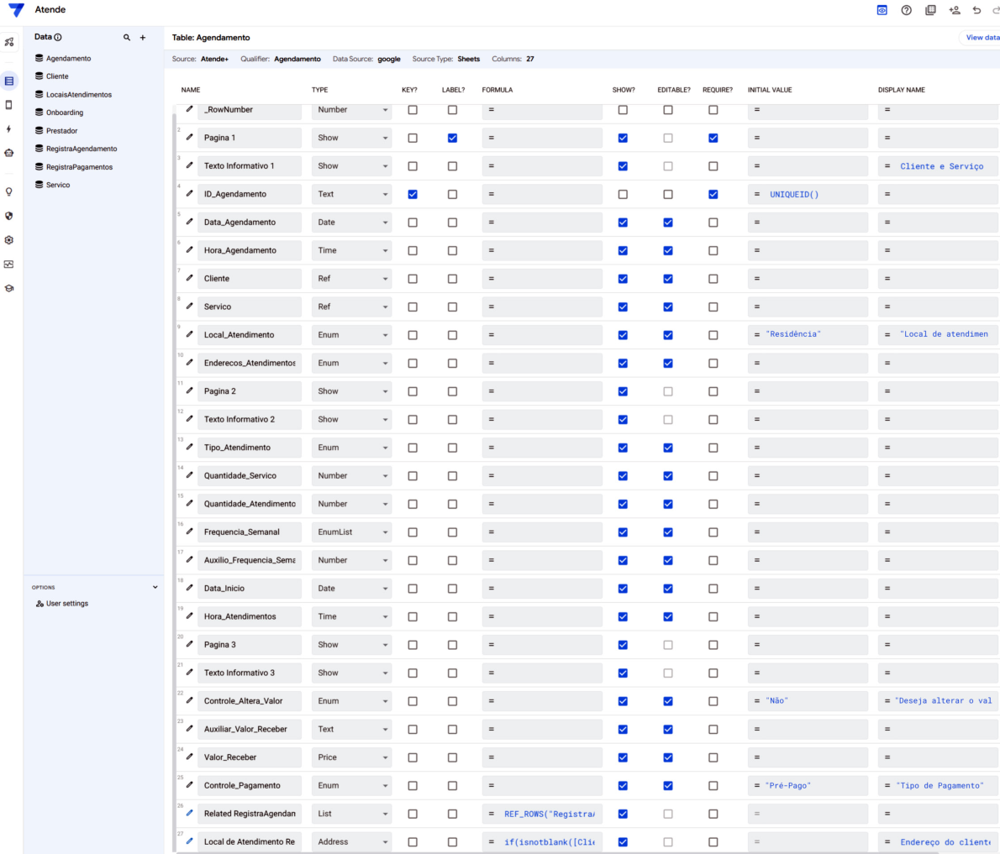 Atende
Data
Agendamento
Cliente
LocaisAtendimentos
Onboarding
Prestador
RegistraAgendamento
RegistraPagamentos
Servico
OPTIONS
User settings
Table: Agendamento
View data
Source: Atende+ Qualifier: Agendamento Data Source: google Source Type: Sheets Columns: 27
NAME TYPE KEY? LABEL? FORMULA SHOW? EDITABLE? REQUIRE? INITIAL VALUE DISPLAY NAME
_RowNumber Number = = =
2 Pagina 1 Show = = =
3 Texto Informativo 1 Show = = = Cliente e Serviço
4 ID_Agendamento Text = = UNIQUEID() =
5 Data_Agendamento Date = = =
6 Hora_Agendamento Time = = =
7 Cliente Ref = = =
8 Servico Ref = = =
9 Local_Atendimento Enum = = "Residência" = "Local de atendimen
10 Enderecos_Atendimentos Enum = = =
11 Pagina 2 Show = = =
12 Texto Informativo 2 Show = = =
13 Tipo_Atendimento Enum = = =
14 Quantidade_Servico Number = = =
15 Quantidade_Atendimento Number = = =
16 Frequencia_Semanal EnumList = = =
17 Auxilio_Frequencia_Sema Number = = =
18 Data_Inicio Date = = =
19 Hora_Atendimentos Time = = =
20 Pagina 3 Show = = =
21 Texto Informativo 3 Show = = =
22 Controle_Altera_Valor Enum = = "Não" = "Deseja alterar o val
23 Auxiliar_Valor_Receber Text = = =
24 Valor_Receber Price = = =
25 Controle_Pagamento Enum = = "Pré-Pago" = "Tipo de Pagamento"
26 Related RegistraAgendan List = REF_ROWS("RegistraA = =
27 Local de Atendimento Re Address = if(isnotblank([Clie = = Endereço do cliente